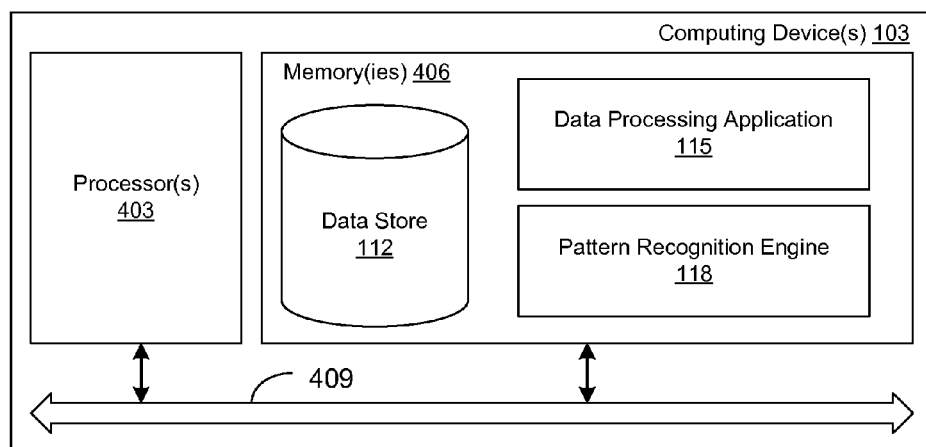 Computing Device(s) 103
Memory(ies) 406
Processor(s)
403
Data Store
112
Data Processing Application
115
Pattern Recognition Engine
118
409